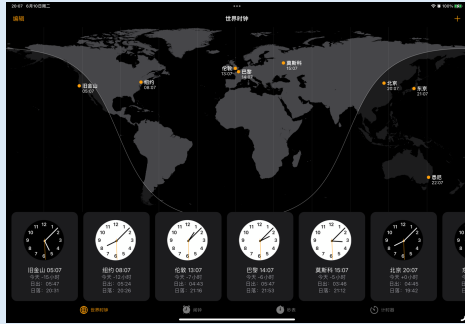 20:07 6月10日周二
100%
编辑
世界时钟
伦敦
13:07
巴黎
14:07
莫斯科
15:07
旧金山
05:07
纽约
08:07
北京
20:07
东京
21:07
悉尼
22:07
旧金山 05:07
今天 -15小时
日出: 05:47
日落: 20:31
纽约 08:07
今天 -12小时
日出: 05:24
日落: 20:26
伦敦 13:07
今天 -7小时
日出: 04:43
日落: 21:16
巴黎 14:07
今天 -6小时
日出: 05:47
日落: 21:53
莫斯科 15:07
今天 -5小时
日出: 03:46
日落: 21:12
北京 20:07
今天 +0小时
日出: 04:45
日落: 19:42
世界时钟
闹钟
秒表
计时器